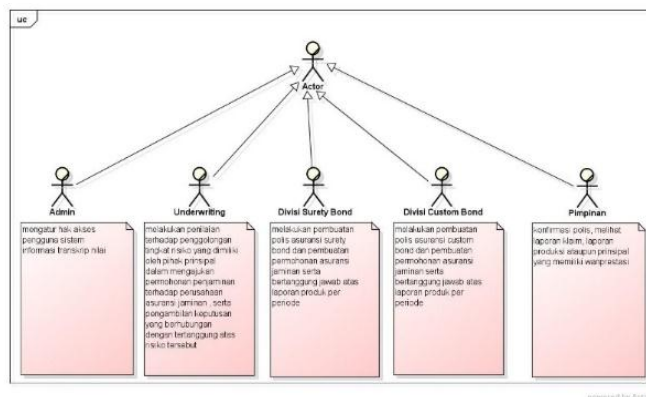 uc
Actor
Admin
Underwriting
Divisi Surety Bond
Divisi Custom Bond
Pimpinan
mengatur hak akses
pengguna sistem
informasi transkrip nilai
melakukan penilaian
terhadap penggolongan
tingkat risiko yang dimiliki
oleh pihak prinsipal
dalam mengajukan
permohonan penjaminan
terhadap perusahaan
asuransi jaminan , serta
pengambilan keputusan
yang berhubungan
dengan tertanggung atas
risiko tersebut
melakukan pembuatan
polis asuransi surety
bond dan pembuatan
permohonan asuransi
jaminan serta
bertanggung jawab atas
laporan produk per
periode
melakukan pembuatan
polis asuransi custom
bond dan pembuatan
permohonan asuransi
jaminan serta
bertanggung jawab atas
laporan produk per
periode
konfirmasi polis, melihat
laporan klaim, laporan
produksi ataupun prinsipal
yang memiliki wanprestasi